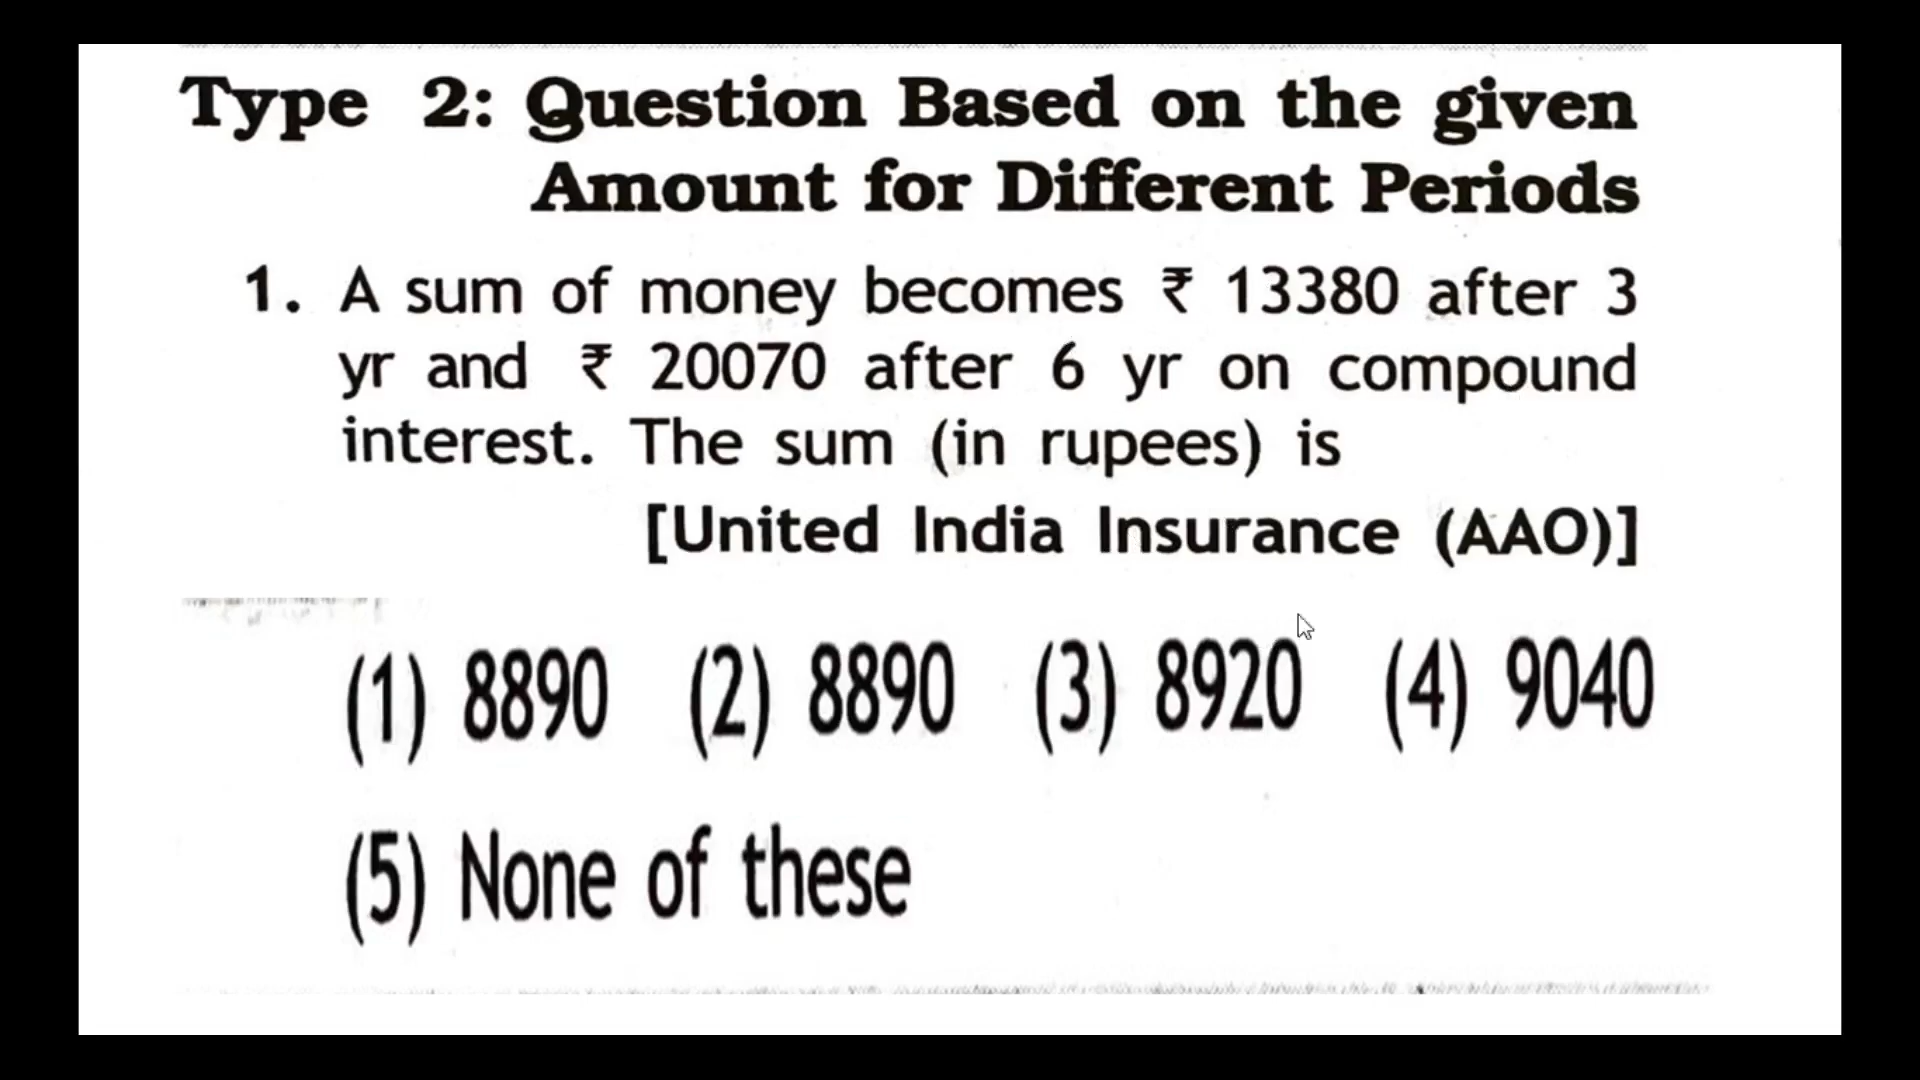 Type 2: Question Based on the given
Amount for Different Periods
1. A sum of money becomes ₹ 13380 after 3
yr and ₹ 20070 after 6 yr on compound
interest. The sum (in rupees) is
[United India Insurance (AAO)]
(1) 8890 (2) 8890 (3) 8920 (4) 9040
(5) None of these